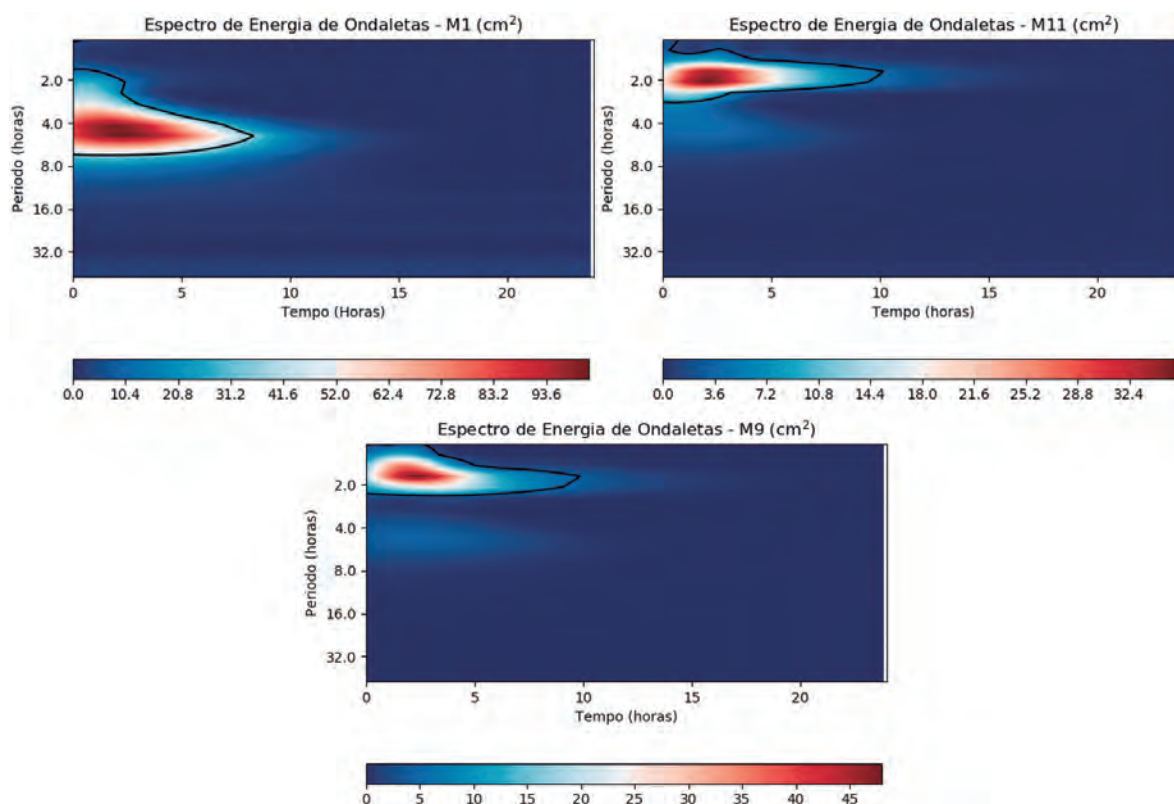 Espectro de Energia de Ondaletas - M1 (cm²)
Periodo (horas)
2.0
4.0
8.0
16.0
32.0
0 5 10 15 20
Tempo (Horas)
0.0 10.4 20.8 31.2 41.6 52.0 62.4 72.8 83.2 93.6
Espectro de Energia de Ondaletas - M11 (cm²)
Periodo (horas)
2.0
4.0
8.0
16.0
32.0
0 5 10 15 20
Tempo (horas)
0.0 3.6 7.2 10.8 14.4 18.0 21.6 25.2 28.8 32.4
Espectro de Energia de Ondaletas - M9 (cm²)
Periodo (horas)
2.0
4.0
8.0
16.0
32.0
0 5 10 15 20
Tempo (horas)
0 5 10 15 20 25 30 35 40 45